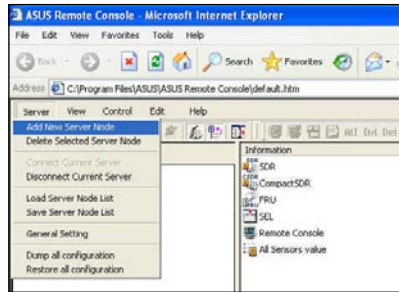 ASUS Remote Console - Microsoft Internet Explorer
File Edit View Favorites Tools Help
Back Search Favorites
Address C:\Program Files\ASUS\ASUS Remote Console\default.htm
Server View Control Edit Help
Add New Server Node
Delete Selected Server Node
Connect Current Server
Disconnect Current Server
Load Server Node List
Save Server Node List
General Setting
Dump all configuration
Restore all configuration
ALT Ctrl Del
Information
SDR
CompactSDR
FRU
SEL
Remote Console
All Sensors value